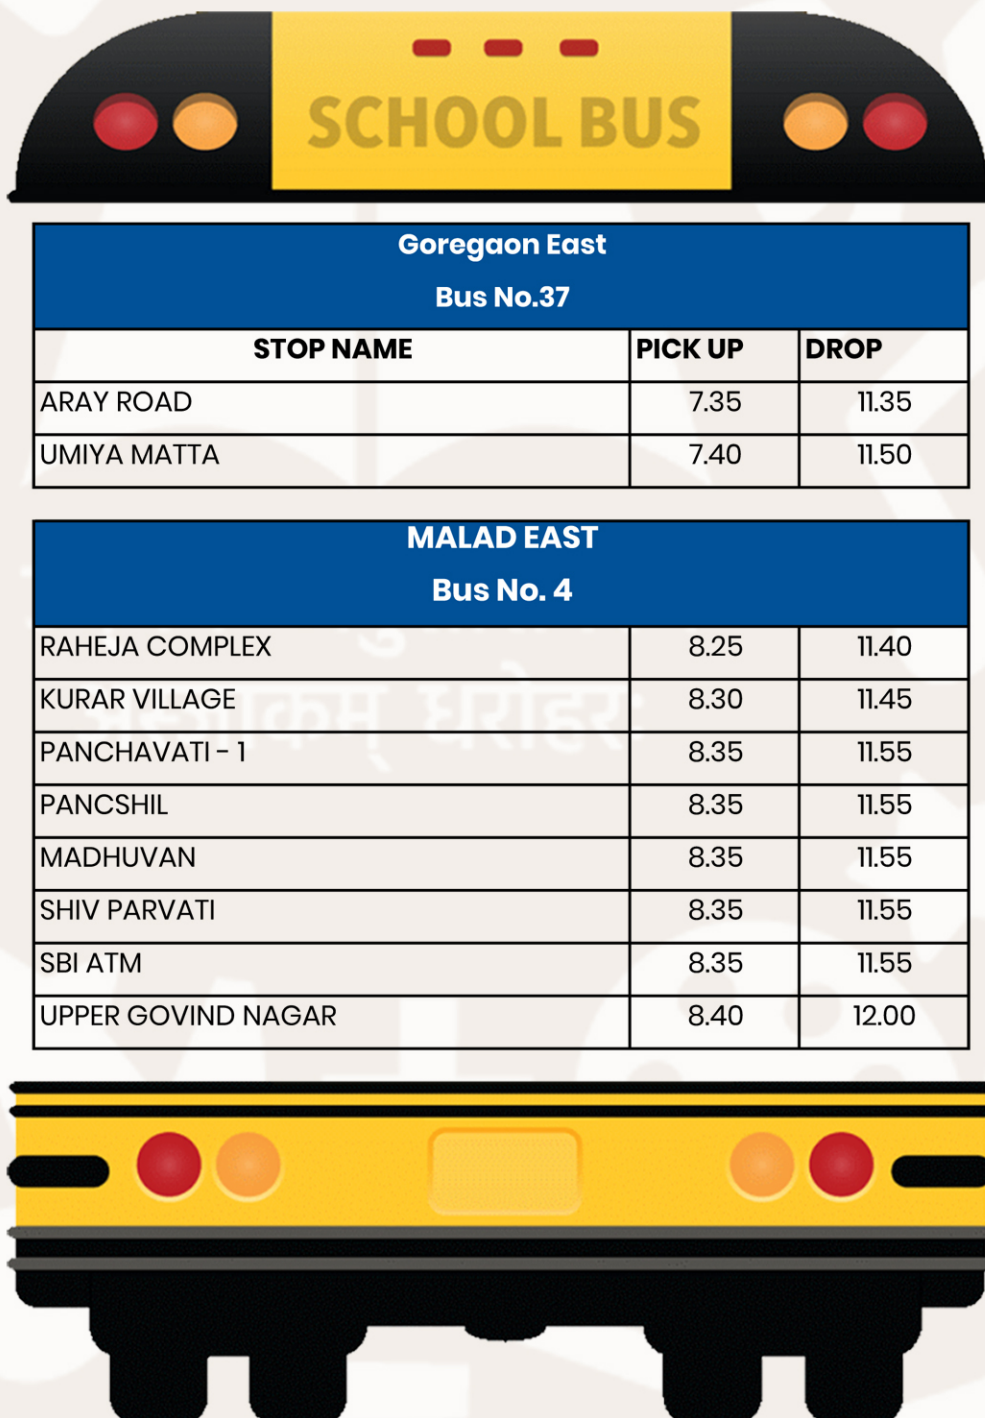 SCHOOL BUS
Goregaon East
Bus No.37
STOP NAME PICK UP DROP
ARAY ROAD 7.35 11.35
UMIYA MATTA 7.40 11.50
MALAD EAST
Bus No. 4
RAHEJA COMPLEX 8.25 11.40
KURAR VILLAGE 8.30 11.45
PANCHAVATI - 1 8.35 11.55
PANCSHIL 8.35 11.55
MADHUVAN 8.35 11.55
SHIV PARVATI 8.35 11.55
SBI ATM 8.35 11.55
UPPER GOVIND NAGAR 8.40 12.00
धरोहरः